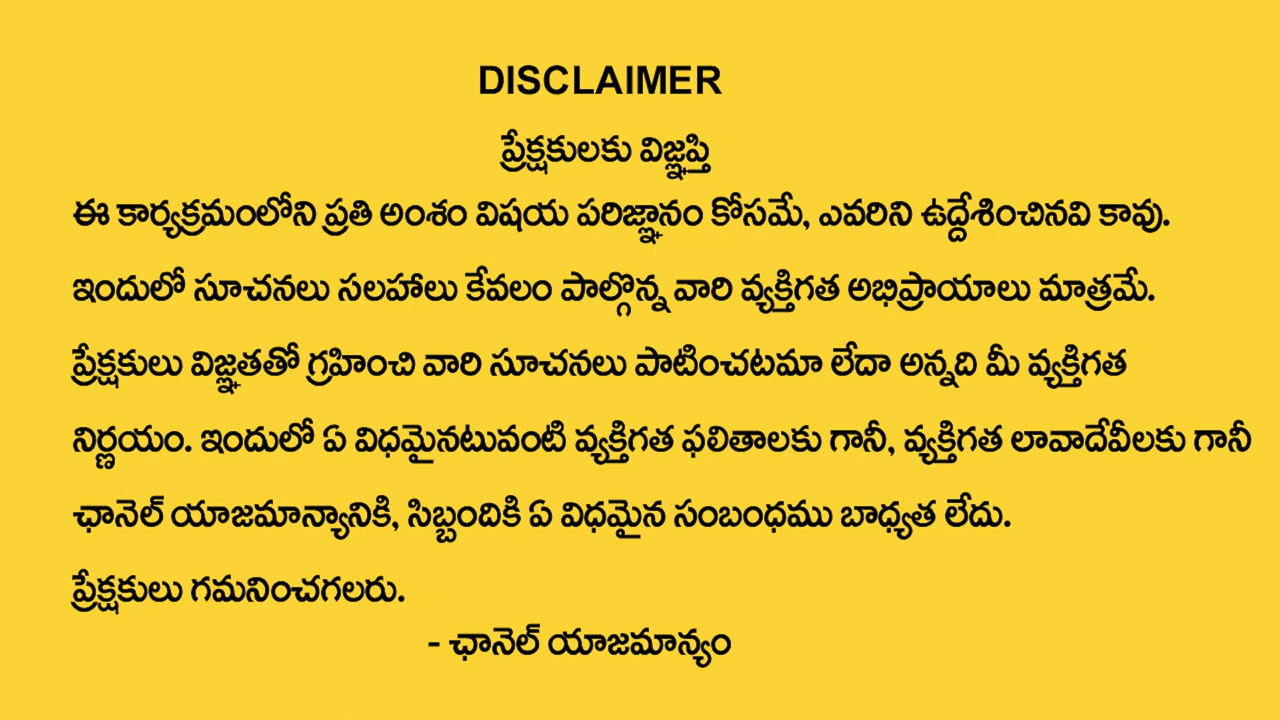 DISCLAIMER
ప్రేక్షకులకు విజ్ఞప్తి
ఈ కార్యక్రమంలోని ప్రతి అంశం విషయ పరిజ్ఞానం కోసమే, ఎవరిని ఉద్దేశించినవి కావు.
ఇందులో సూచనలు సలహాలు కేవలం పాల్గొన్న వారి వ్యక్తిగత అభిప్రాయాలు మాత్రమే.
ప్రేక్షకులు విజ్ఞతతో గ్రహించి వారి సూచనలు పాటించటమా లేదా అన్నది మీ వ్యక్తిగత
నిర్ణయం. ఇందులో ఏ విధమైనటువంటి వ్యక్తిగత ఫలితాలకు గానీ, వ్యక్తిగత లావాదేవీలకు గానీ
ఛానెల్ యాజమాన్యానికి, సిబ్బందికి ఏ విధమైన సంబంధము బాధ్యత లేదు.
ప్రేక్షకులు గమనించగలరు.
- ఛానెల్ యాజమాన్యం